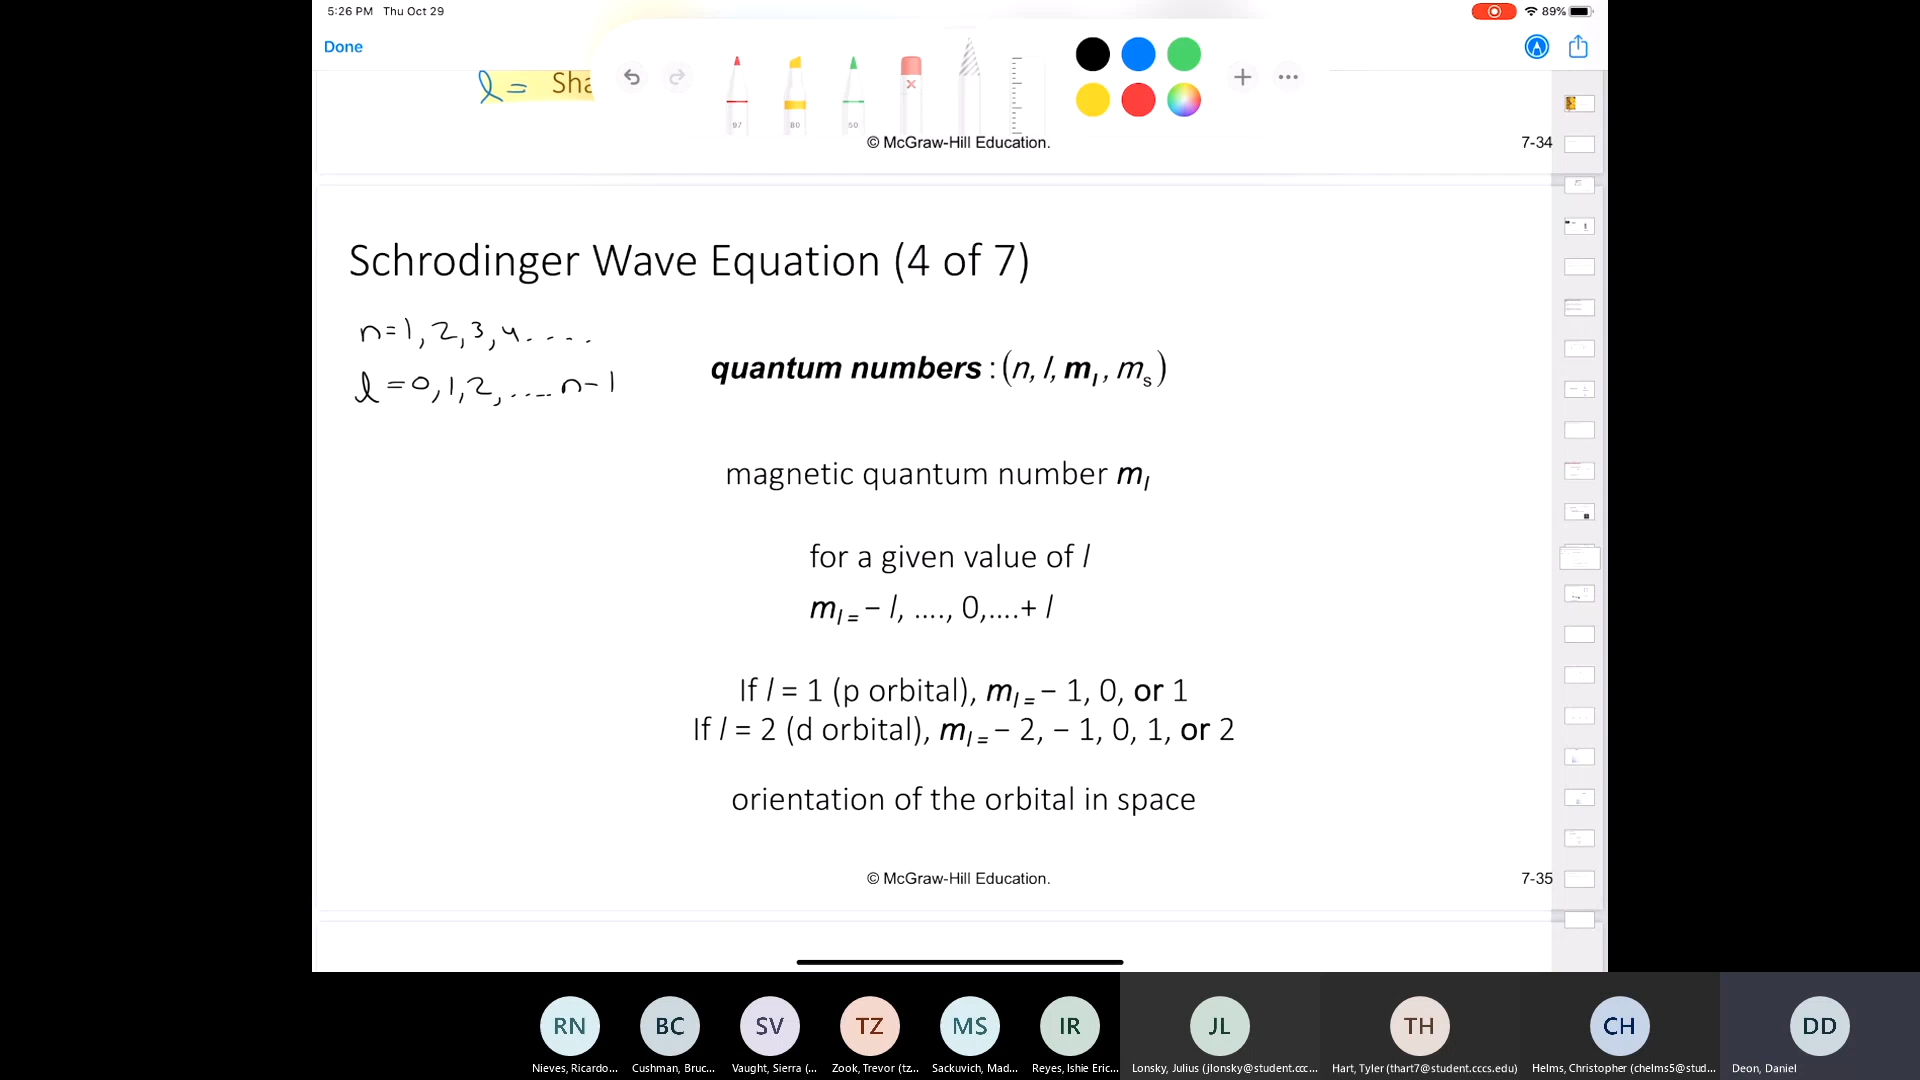 5:26 PM Thu Oct 29
89%
Done
l = Sha
97
80
50
© McGraw-Hill Education.
7-34
Schrodinger Wave Equation (4 of 7)
n=1,2,3,4.....
l=0,1,2,.....n-1
quantum numbers : (n, l, mₗ, mₛ)
magnetic quantum number mₗ
for a given value of l
mₗ₌ − l, ...., 0,....+ l
If l = 1 (p orbital), mₗ₌ − 1, 0, or 1
If l = 2 (d orbital), mₗ₌ − 2, − 1, 0, 1, or 2
orientation of the orbital in space
© McGraw-Hill Education.
7-35
RN BC SV TZ MS IR JL TH CH DD
Nieves, Ricardo... Cushman, Bruc... Vaught, Sierra (... Zook, Trevor (tz... Sackuvich, Mad... Reyes, Ishie Eric... Lonsky, Julius (jlonsky@student.ccc... Hart, Tyler (thart7@student.cccs.edu) Helms, Christopher (chelms5@stud... Deon, Daniel